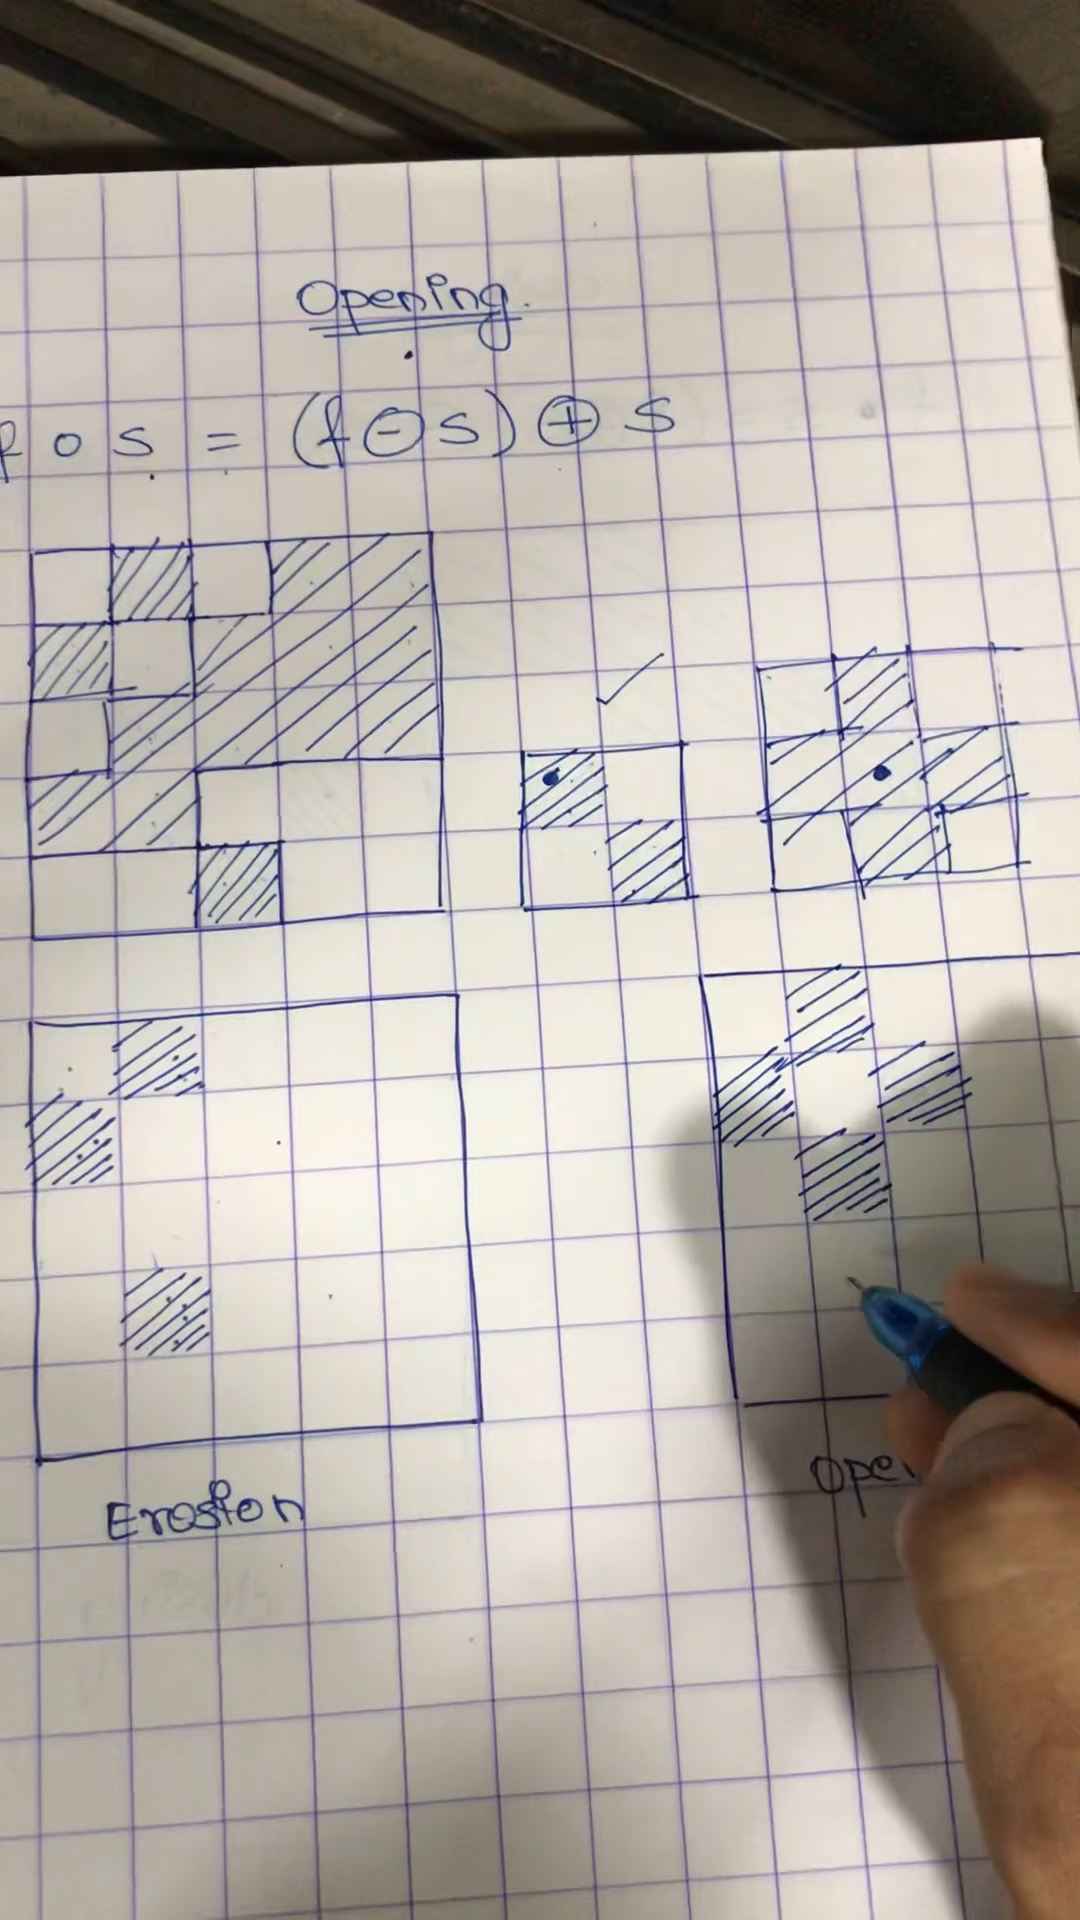 Opening.
f o s = (f ⊖ s) ⊕ s
Erosion